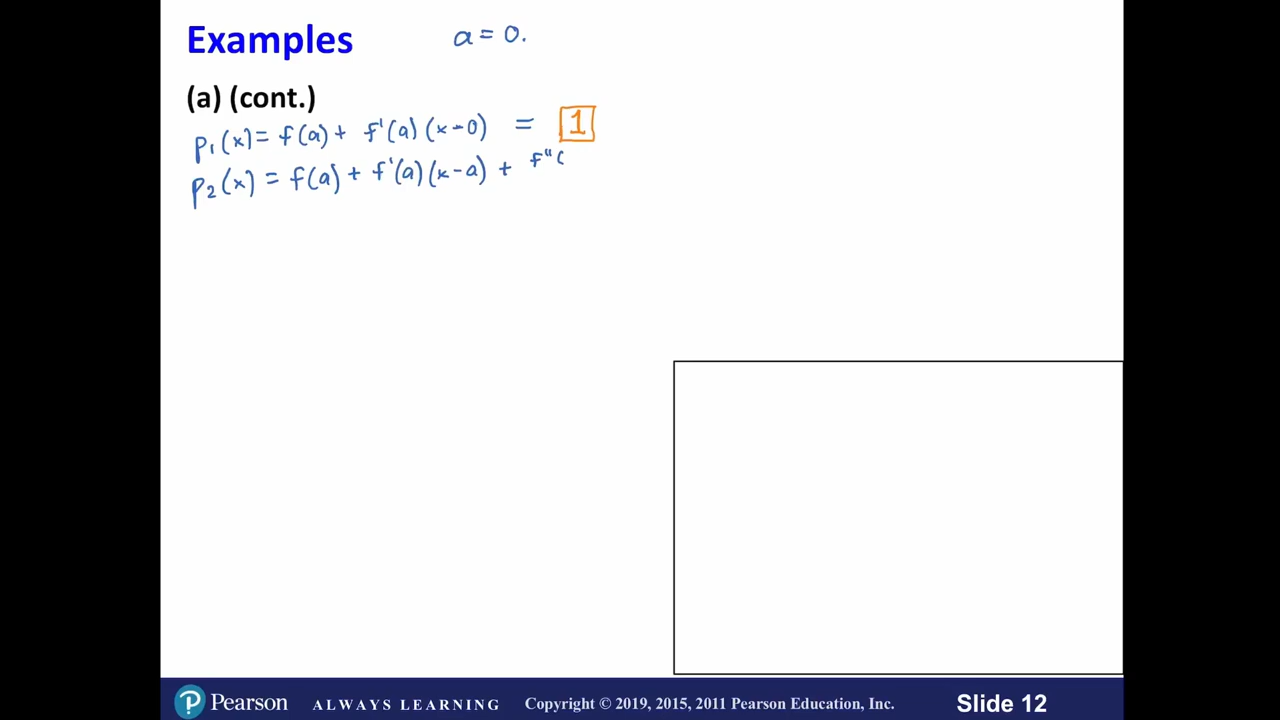 Examples a = 0.
(a) (cont.)
p₁(x) = f(a) + f'(a)(x-0) = 1
p₂(x) = f(a) + f'(a)(x-a) + f"(
Pearson ALWAYS LEARNING Copyright © 2019, 2015, 2011 Pearson Education, Inc. Slide 12